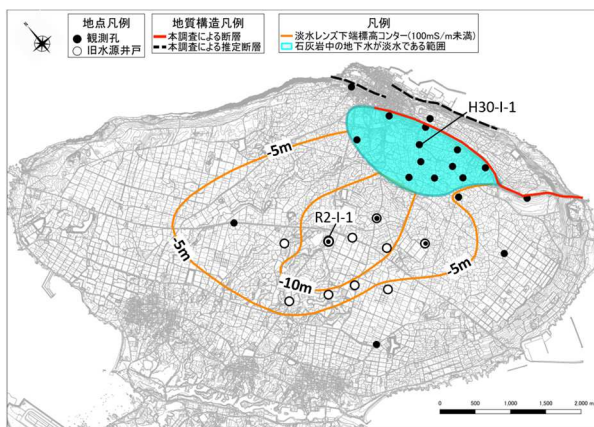 地点凡例
● 観測孔
○ 旧水源井戸
地質構造凡例
本調査による断層
本調査による推定断層
凡例
淡水レンズ下端標高コンター(100mS/m未満)
石灰岩中の地下水が淡水である範囲
H30-I-1
-5m
R2-I-1
-5m
-5m
-10m
0 500 1,000 1,500 2,000 m